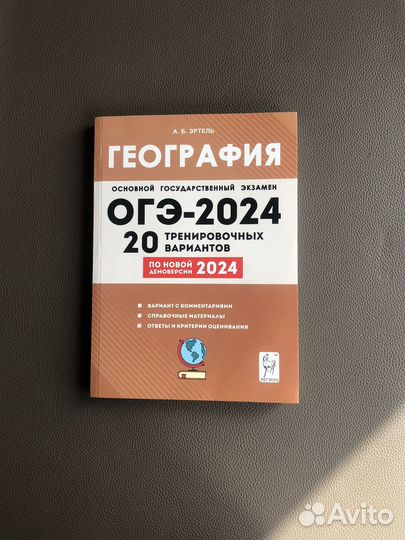 А. Б. ЭРТЕЛЬ
ГЕОГРАФИЯ
ОСНОВНОЙ ГОСУДАРСТВЕННЫЙ ЭКЗАМЕН
ОГЭ-2024
20 ТРЕНИРОВОЧНЫХ
ВАРИАНТОВ
ПО НОВОЙ
ДЕМОВЕРСИИ 2024
ВАРИАНТ С КОММЕНТАРИЯМИ
СПРАВОЧНЫЕ МАТЕРИАЛЫ
ОТВЕТЫ И КРИТЕРИИ ОЦЕНИВАНИЯ
ЛЕГИОН
Avito